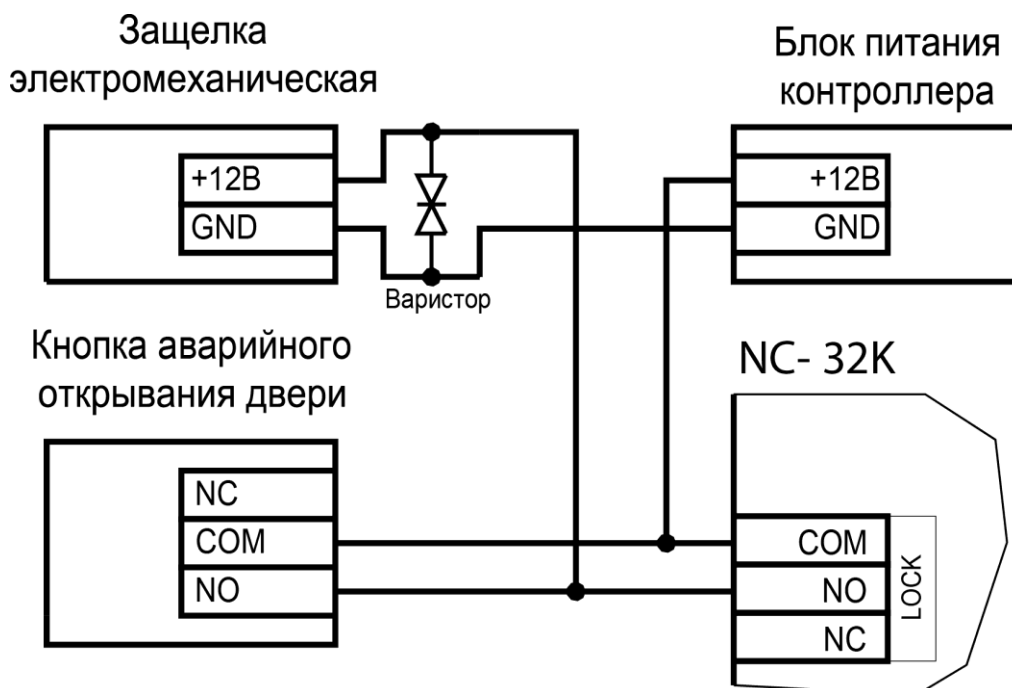 Защелка
электромеханическая
+12В
GND
Варистор
Блок питания
контроллера
+12В
GND
Кнопка аварийного
открывания двери
NC
COM
NO
NC- 32K
COM
NO
NC
LOCK